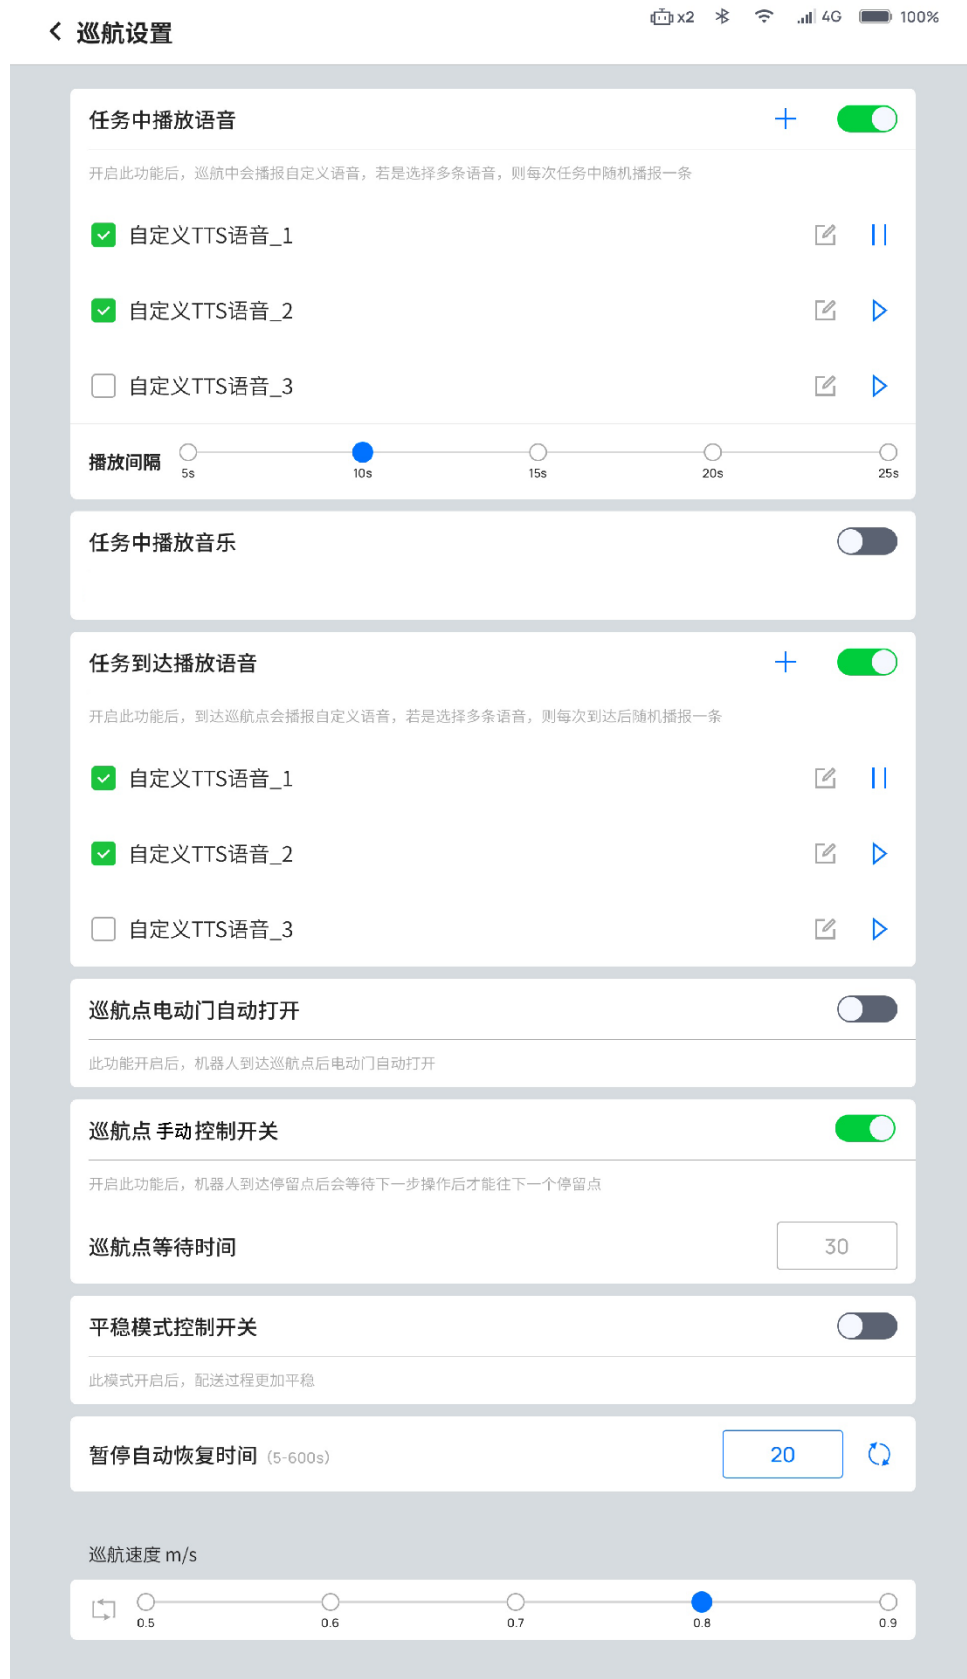 巡航设置
x2 4G 100%
任务中播放语音
开启此功能后，巡航中会播报自定义语音，若是选择多条语音，则每次任务中随机播报一条
自定义TTS语音_1
自定义TTS语音_2
自定义TTS语音_3
播放间隔
5s 10s 15s 20s 25s
任务中播放音乐
任务到达播放语音
开启此功能后，到达巡航点会播报自定义语音，若是选择多条语音，则每次到达后随机播报一条
自定义TTS语音_1
自定义TTS语音_2
自定义TTS语音_3
巡航点电动门自动打开
此功能开启后，机器人到达巡航点后电动门自动打开
巡航点 手动 控制开关
开启此功能后，机器人到达停留点后会等待下一步操作后才能往下一个停留点
巡航点等待时间 30
平稳模式控制开关
此模式开启后，配送过程更加平稳
暂停自动恢复时间（5-600s） 20
巡航速度 m/s
0.5 0.6 0.7 0.8 0.9